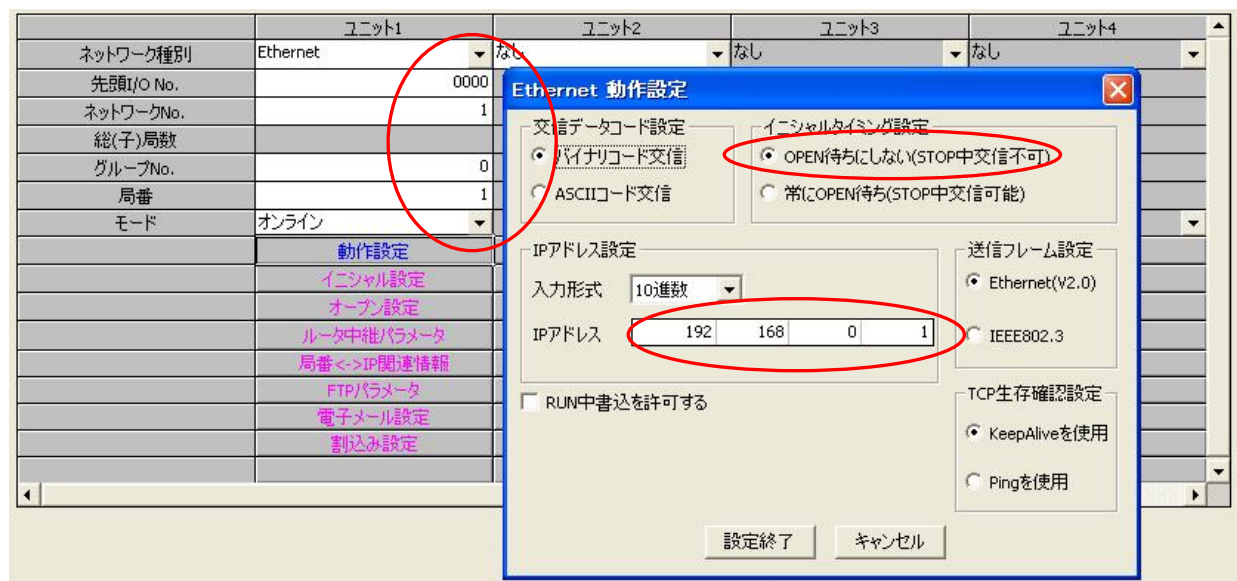 ユニット1 ユニット2 ユニット3 ユニット4
ネットワーク種別 Ethernet なし なし なし
先頭I/O No. 0000
ネットワークNo. 1
総(子)局数
グループNo. 0
局番 1
モード オンライン
動作設定
イニシャル設定
オープン設定
ルータ中継パラメータ
局番<->IP関連情報
FTPパラメータ
電子メール設定
割込み設定
Ethernet 動作設定
交信データコード設定
バイナリコード交信
ASCIIコード交信
イニシャルタイミング設定
OPEN待ちにしない(STOP中交信不可)
常にOPEN待ち(STOP中交信可能)
IPアドレス設定
入力形式 10進数
IPアドレス 192 168 0 1
送信フレーム設定
Ethernet(V2.0)
IEEE802.3
RUN中書込を許可する
TCP生存確認設定
KeepAliveを使用
Pingを使用
設定終了 キャンセル